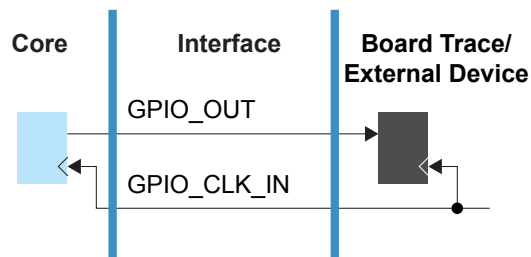 Core
Interface
Board Trace/
External Device
GPIO_OUT
GPIO_CLK_IN